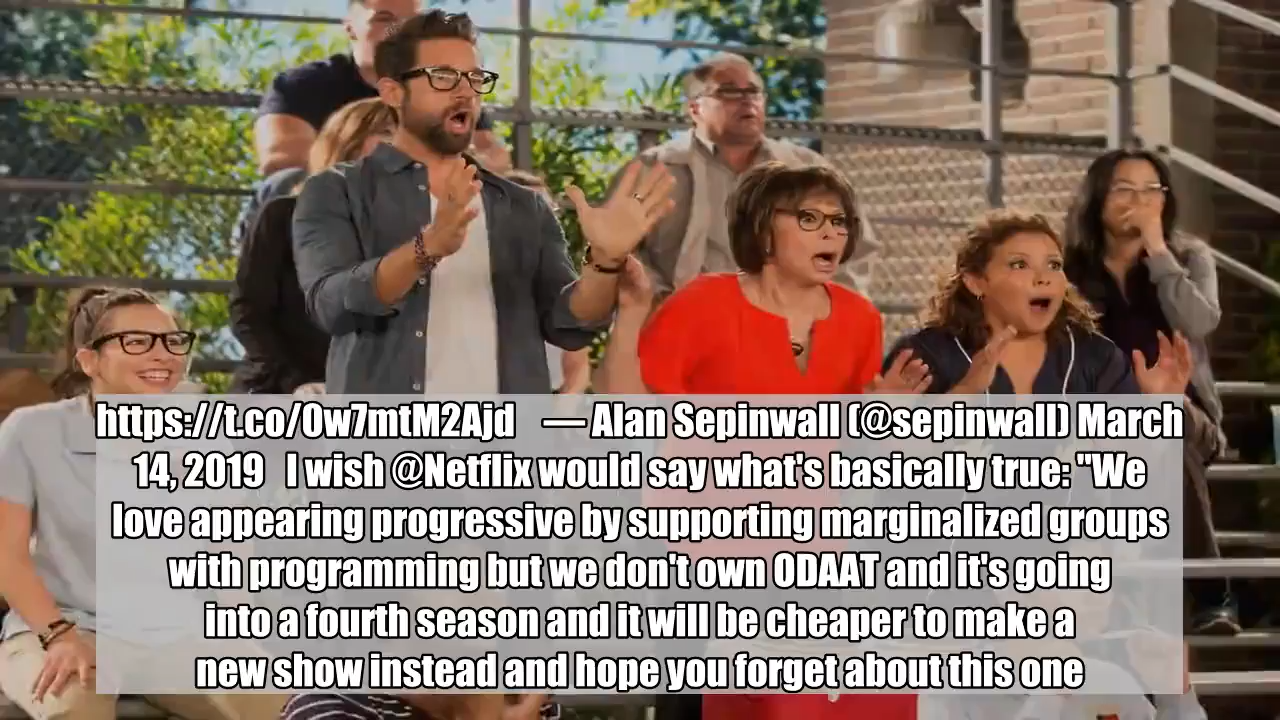 https://t.co/0w7mtM2Ajd — Alan Sepinwall (@sepinwall) March
14, 2019 I wish @Netflix would say what's basically true: "We
love appearing progressive by supporting marginalized groups
with programming but we don't own ODAAT and it's going
into a fourth season and it will be cheaper to make a
new show instead and hope you forget about this one